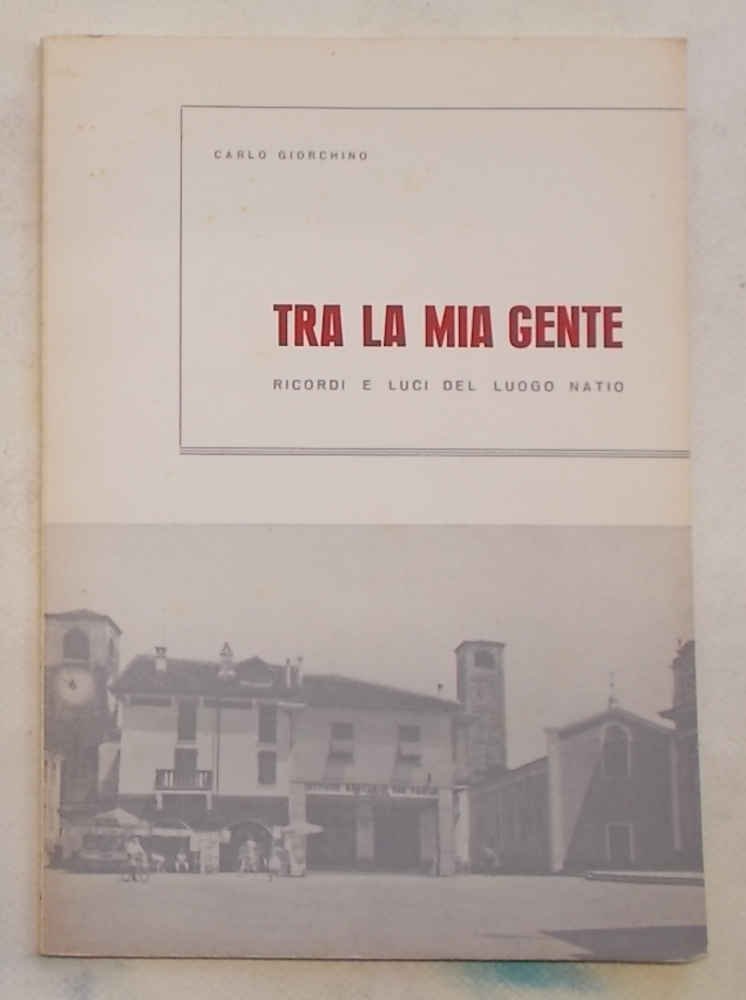 CARLO GIORCHINO
TRA LA MIA GENTE
RICORDI E LUCI DEL LUOGO NATIO